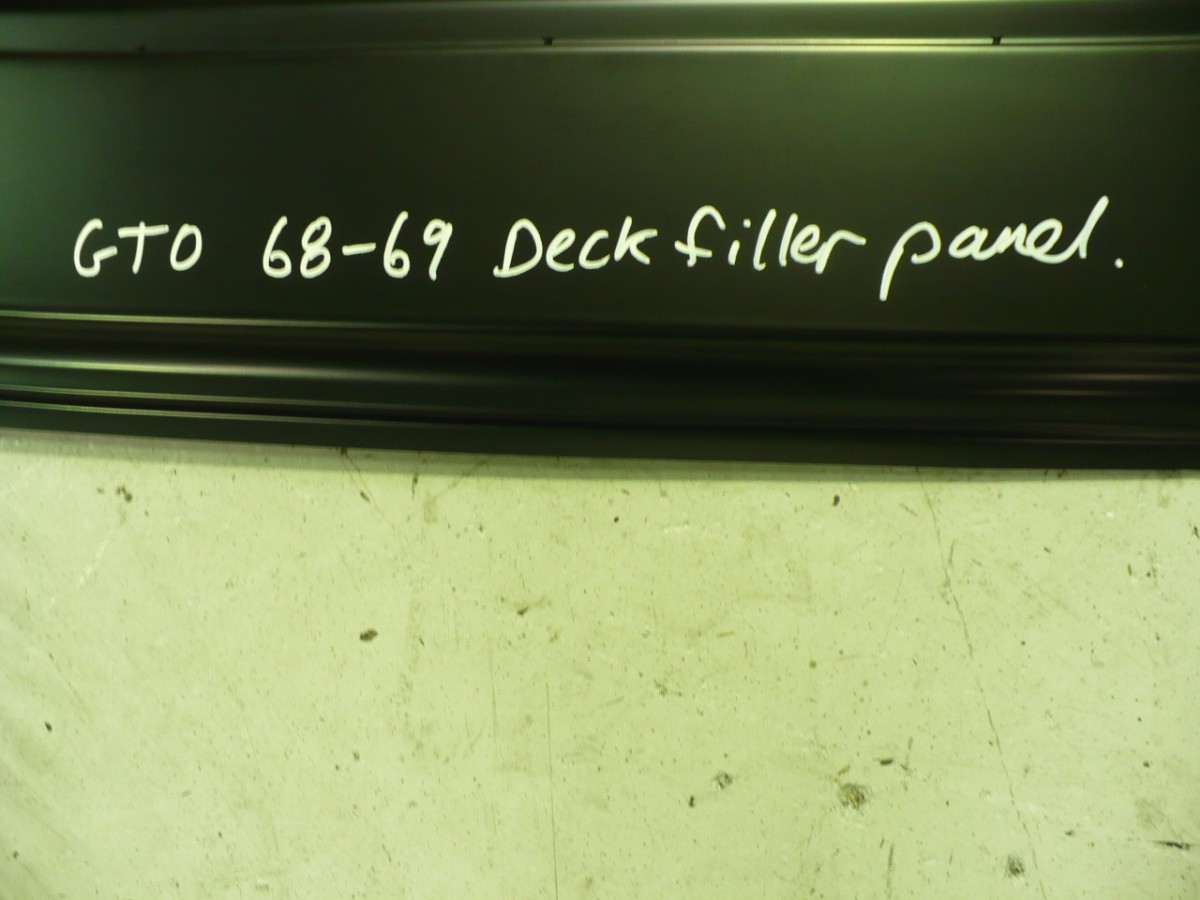 GTO 68-69 Deck filler panel.